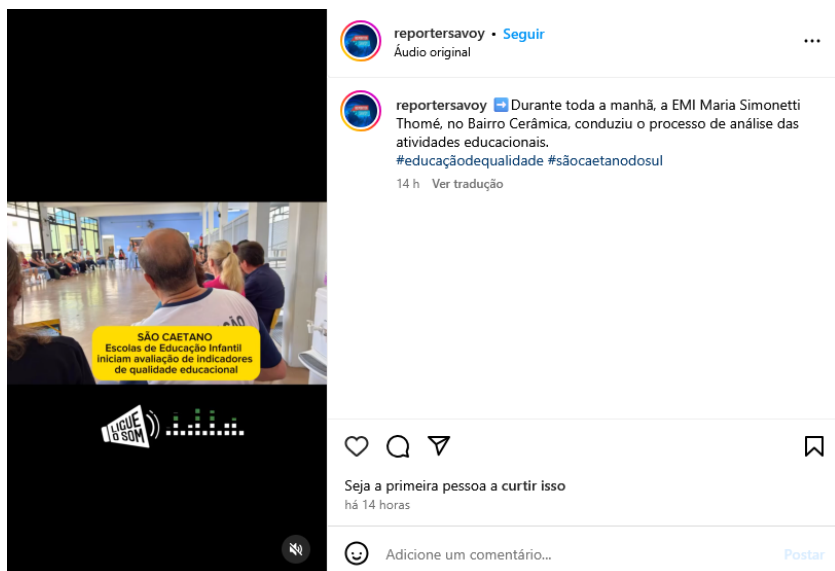 SÃO CAETANO
Escolas de Educação Infantil
iniciam avaliação de indicadores
de qualidade educacional
LIGUE
O SOM
reportersavoy • Seguir
Áudio original
reportersavoy ➡️Durante toda a manhã, a EMI Maria Simonetti
Thomé, no Bairro Cerâmica, conduziu o processo de análise das
atividades educacionais.
#educaçãodequalidade #sãocaetanodosul
14 h Ver tradução
Seja a primeira pessoa a curtir isso
há 14 horas
Adicione um comentário...
Postar